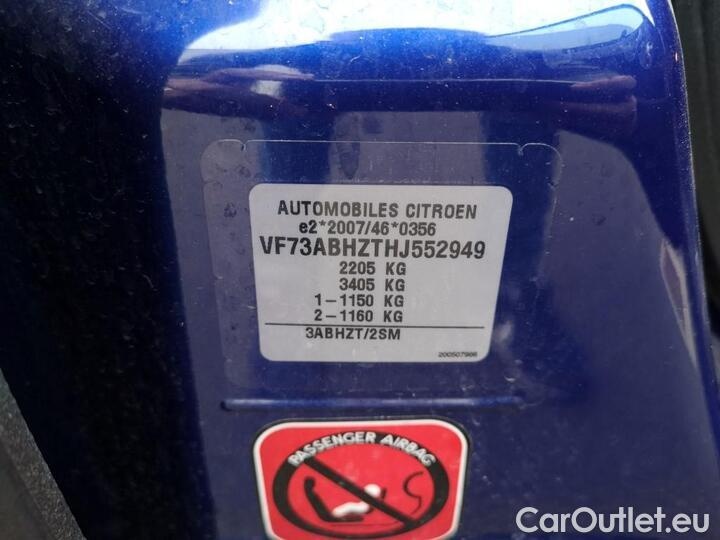 AUTOMOBILES CITROEN
e2*2007/46*0356
VF73ABHZTHJ552949
2205 KG
3405 KG
1-1150 KG
2-1160 KG
3ABHZT/2SM
200507986
PASSENGER AIRBAG
CarOutlet.eu